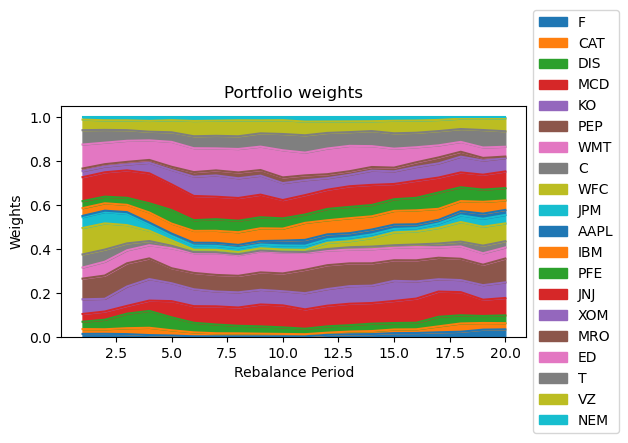 Portfolio weights
Weights
1.0
0.8
0.6
0.4
0.2
0.0
2.5
5.0
7.5
10.0
12.5
15.0
17.5
20.0
Rebalance Period
F
CAT
DIS
MCD
KO
PEP
WMT
C
WFC
JPM
AAPL
IBM
PFE
JNJ
XOM
MRO
ED
T
VZ
NEM